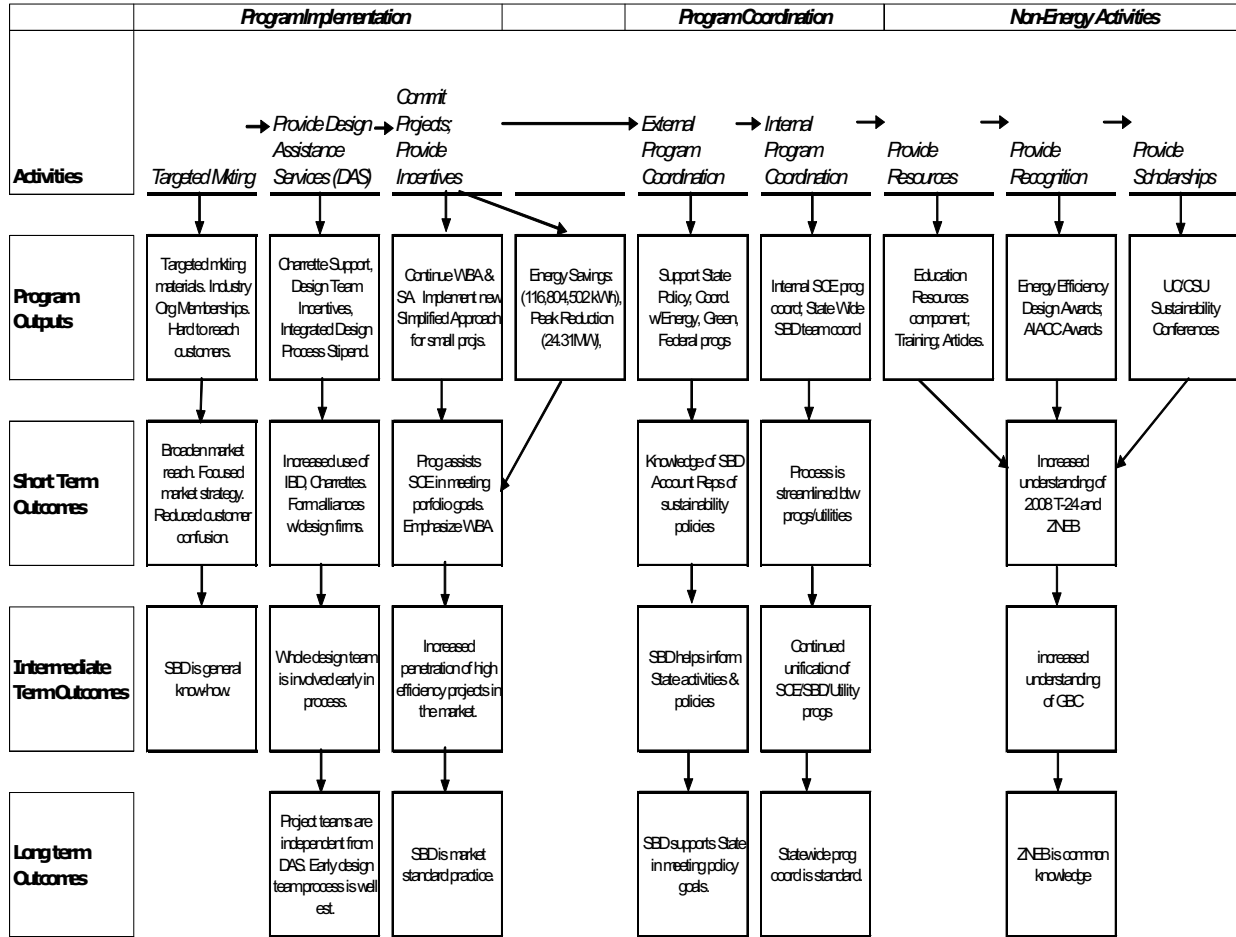 Program Implementation
Program Coordination
Non-Energy Activities
Activities
Targeted Mkting
Provide Design
Assistance
Services (DAS)
Commit
Projects;
Provide
Incentives
External
Program
Coordination
Internal
Program
Coordination
Provide
Resources
Provide
Recognition
Provide
Scholarships
Program
Outputs
Targeted mkting
materials. Industry
Org Memberships.
Hard to reach
customers.
Charrette Support,
Design Team
Incentives,
Integrated Design
Process Stipend.
Continue WBA &
SA Implement new
Simplified Approach
for small projs.
Energy Savings:
(116,804,502 kWh),
Peak Reduction
(24.31MW),
Support State
Policy; Coord.
w/Energy, Green,
Federal progs
Internal SCE prog
coord; State Wide
SBD team coord
Education
Resources
component;
Training; Articles.
Energy Efficiency
Design Awards;
AIACC Awards
UC/CSU
Sustainability
Conferences
Short Term
Outcomes
Broaden market
reach. Focused
market strategy.
Reduced customer
confusion.
Increased use of
IBD, Charrettes.
Form alliances
w/design firms.
Prog assists
SCE in meeting
porfolio goals.
Emphasize WBA
Knowledge of SBD
Account Reps of
sustainability
policies
Process is
streamlined btw
progs/utilities
Increased
understanding of
2008 T-24 and
ZNEB
Intermediate
Term Outcomes
SBD is general
know-how.
Whole design team
is involved early in
process.
Increased
penetration of high
efficiency projects in
the market.
SBD helps inform
State activities &
policies
Continued
unification of
SCE/SBD/Utility
progs
increased
understanding
of GBC
Long term
Outcomes
Project teams are
independent from
DAS. Early design
team process is well
est.
SBD is market
standard practice.
SBD supports State
in meeting policy
goals.
Statewide prog
coord is standard.
ZNEB is common
knowledge